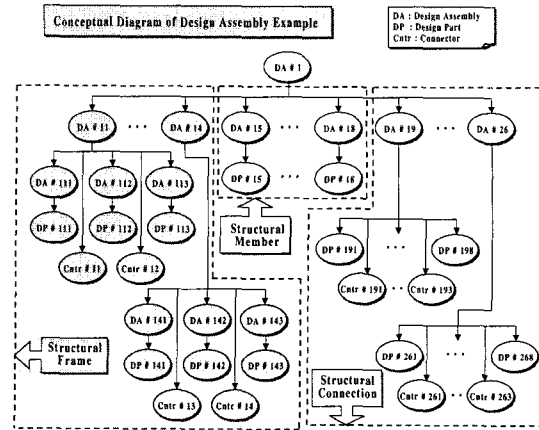 Conceptual Diagram of Design Assembly Example
DA : Design Assembly
DP : Design Part
Cntr : Connector
DA # 1
DA # 11 · · · DA # 14
DA # 15 · · · DA # 18
DA # 19 · · · DA # 26
DA # 111 DA # 112 DA # 113
DP # 15 · · · DP # 18
DP # 111 DP # 112 DP # 113
Cntr # 11 Cntr # 12
Structural
Member
DP # 191 · · · DP # 198
Cntr # 191 · · Cntr # 193
DA # 141 DA # 142 DA # 143
DP # 141 DP # 142 DP # 143
Cntr # 13 Cntr # 14
Structural
Frame
DP # 261 · · · DP # 268
Cntr # 261 · · Cntr # 263
Structural
Connection